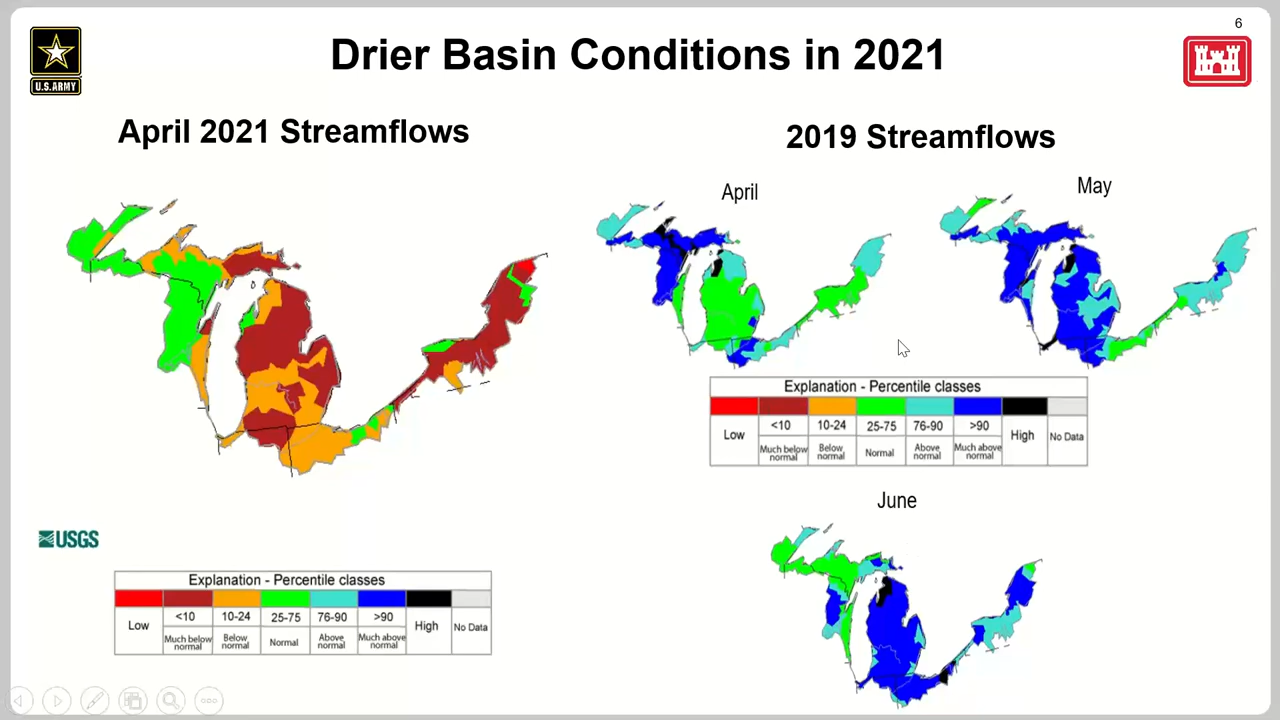 6
Drier Basin Conditions in 2021
U.S.ARMY
April 2021 Streamflows
2019 Streamflows
April
May
Explanation - Percentile classes
Low
<10
10-24
25-75
76-90
>90
High
No Data
Much below normal
Below normal
Normal
Above normal
Much above normal
June
USGS
Explanation - Percentile classes
Low
<10
10-24
25-75
76-90
>90
High
No Data
Much below normal
Below normal
Normal
Above normal
Much above normal